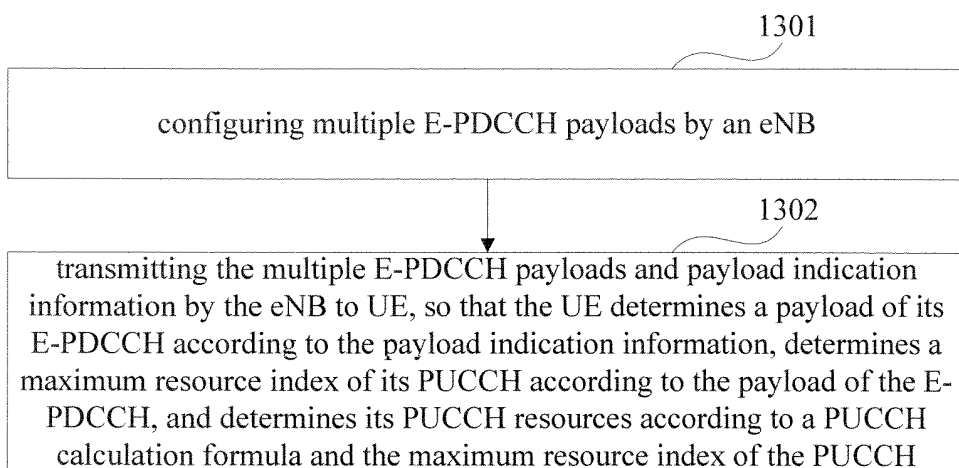 1301
configuring multiple E-PDCCH payloads by an eNB
1302
transmitting the multiple E-PDCCH payloads and payload indication
information by the eNB to UE, so that the UE determines a payload of its
E-PDCCH according to the payload indication information, determines a
maximum resource index of its PUCCH according to the payload of the E-
PDCCH, and determines its PUCCH resources according to a PUCCH
calculation formula and the maximum resource index of the PUCCH